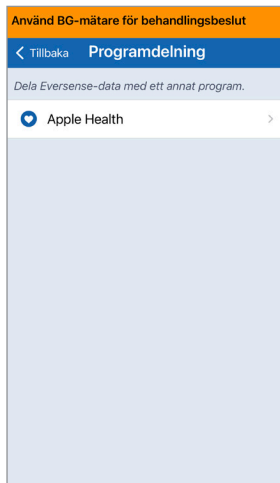 Använd BG-mätare för behandlingsbeslut
Tillbaka Programdelning
Dela Eversense-data med ett annat program.
Apple Health